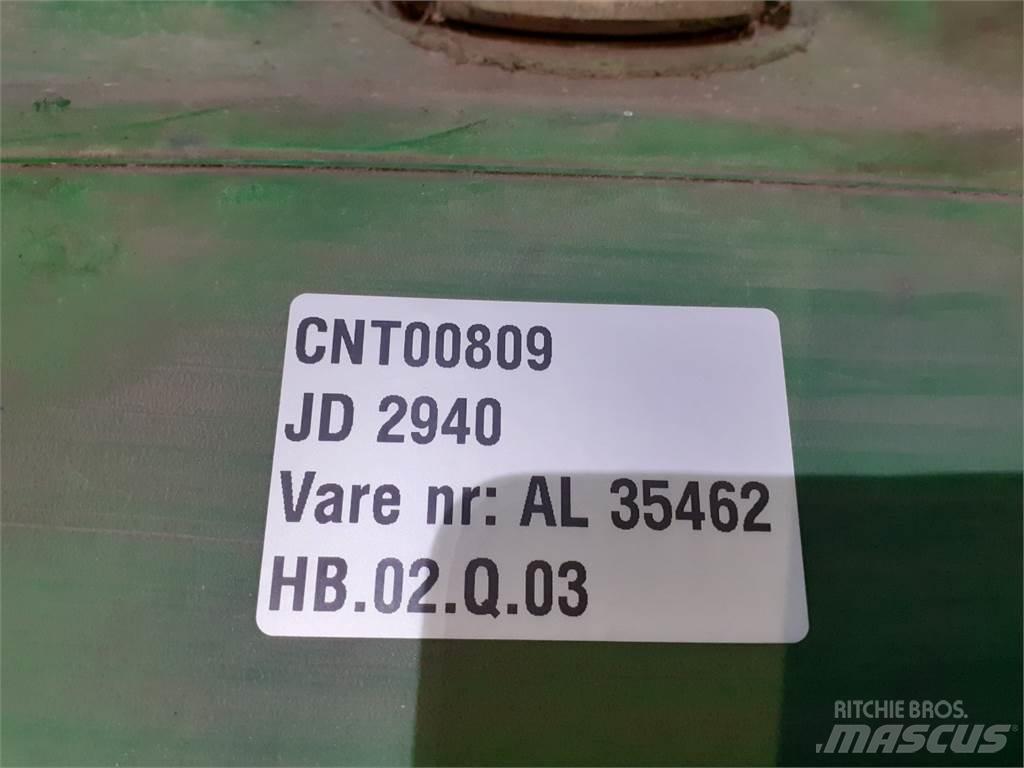 CNT00809
JD 2940
Vare nr: AL 35462
HB.02.Q.03
RITCHIE BROS.
MASCUS